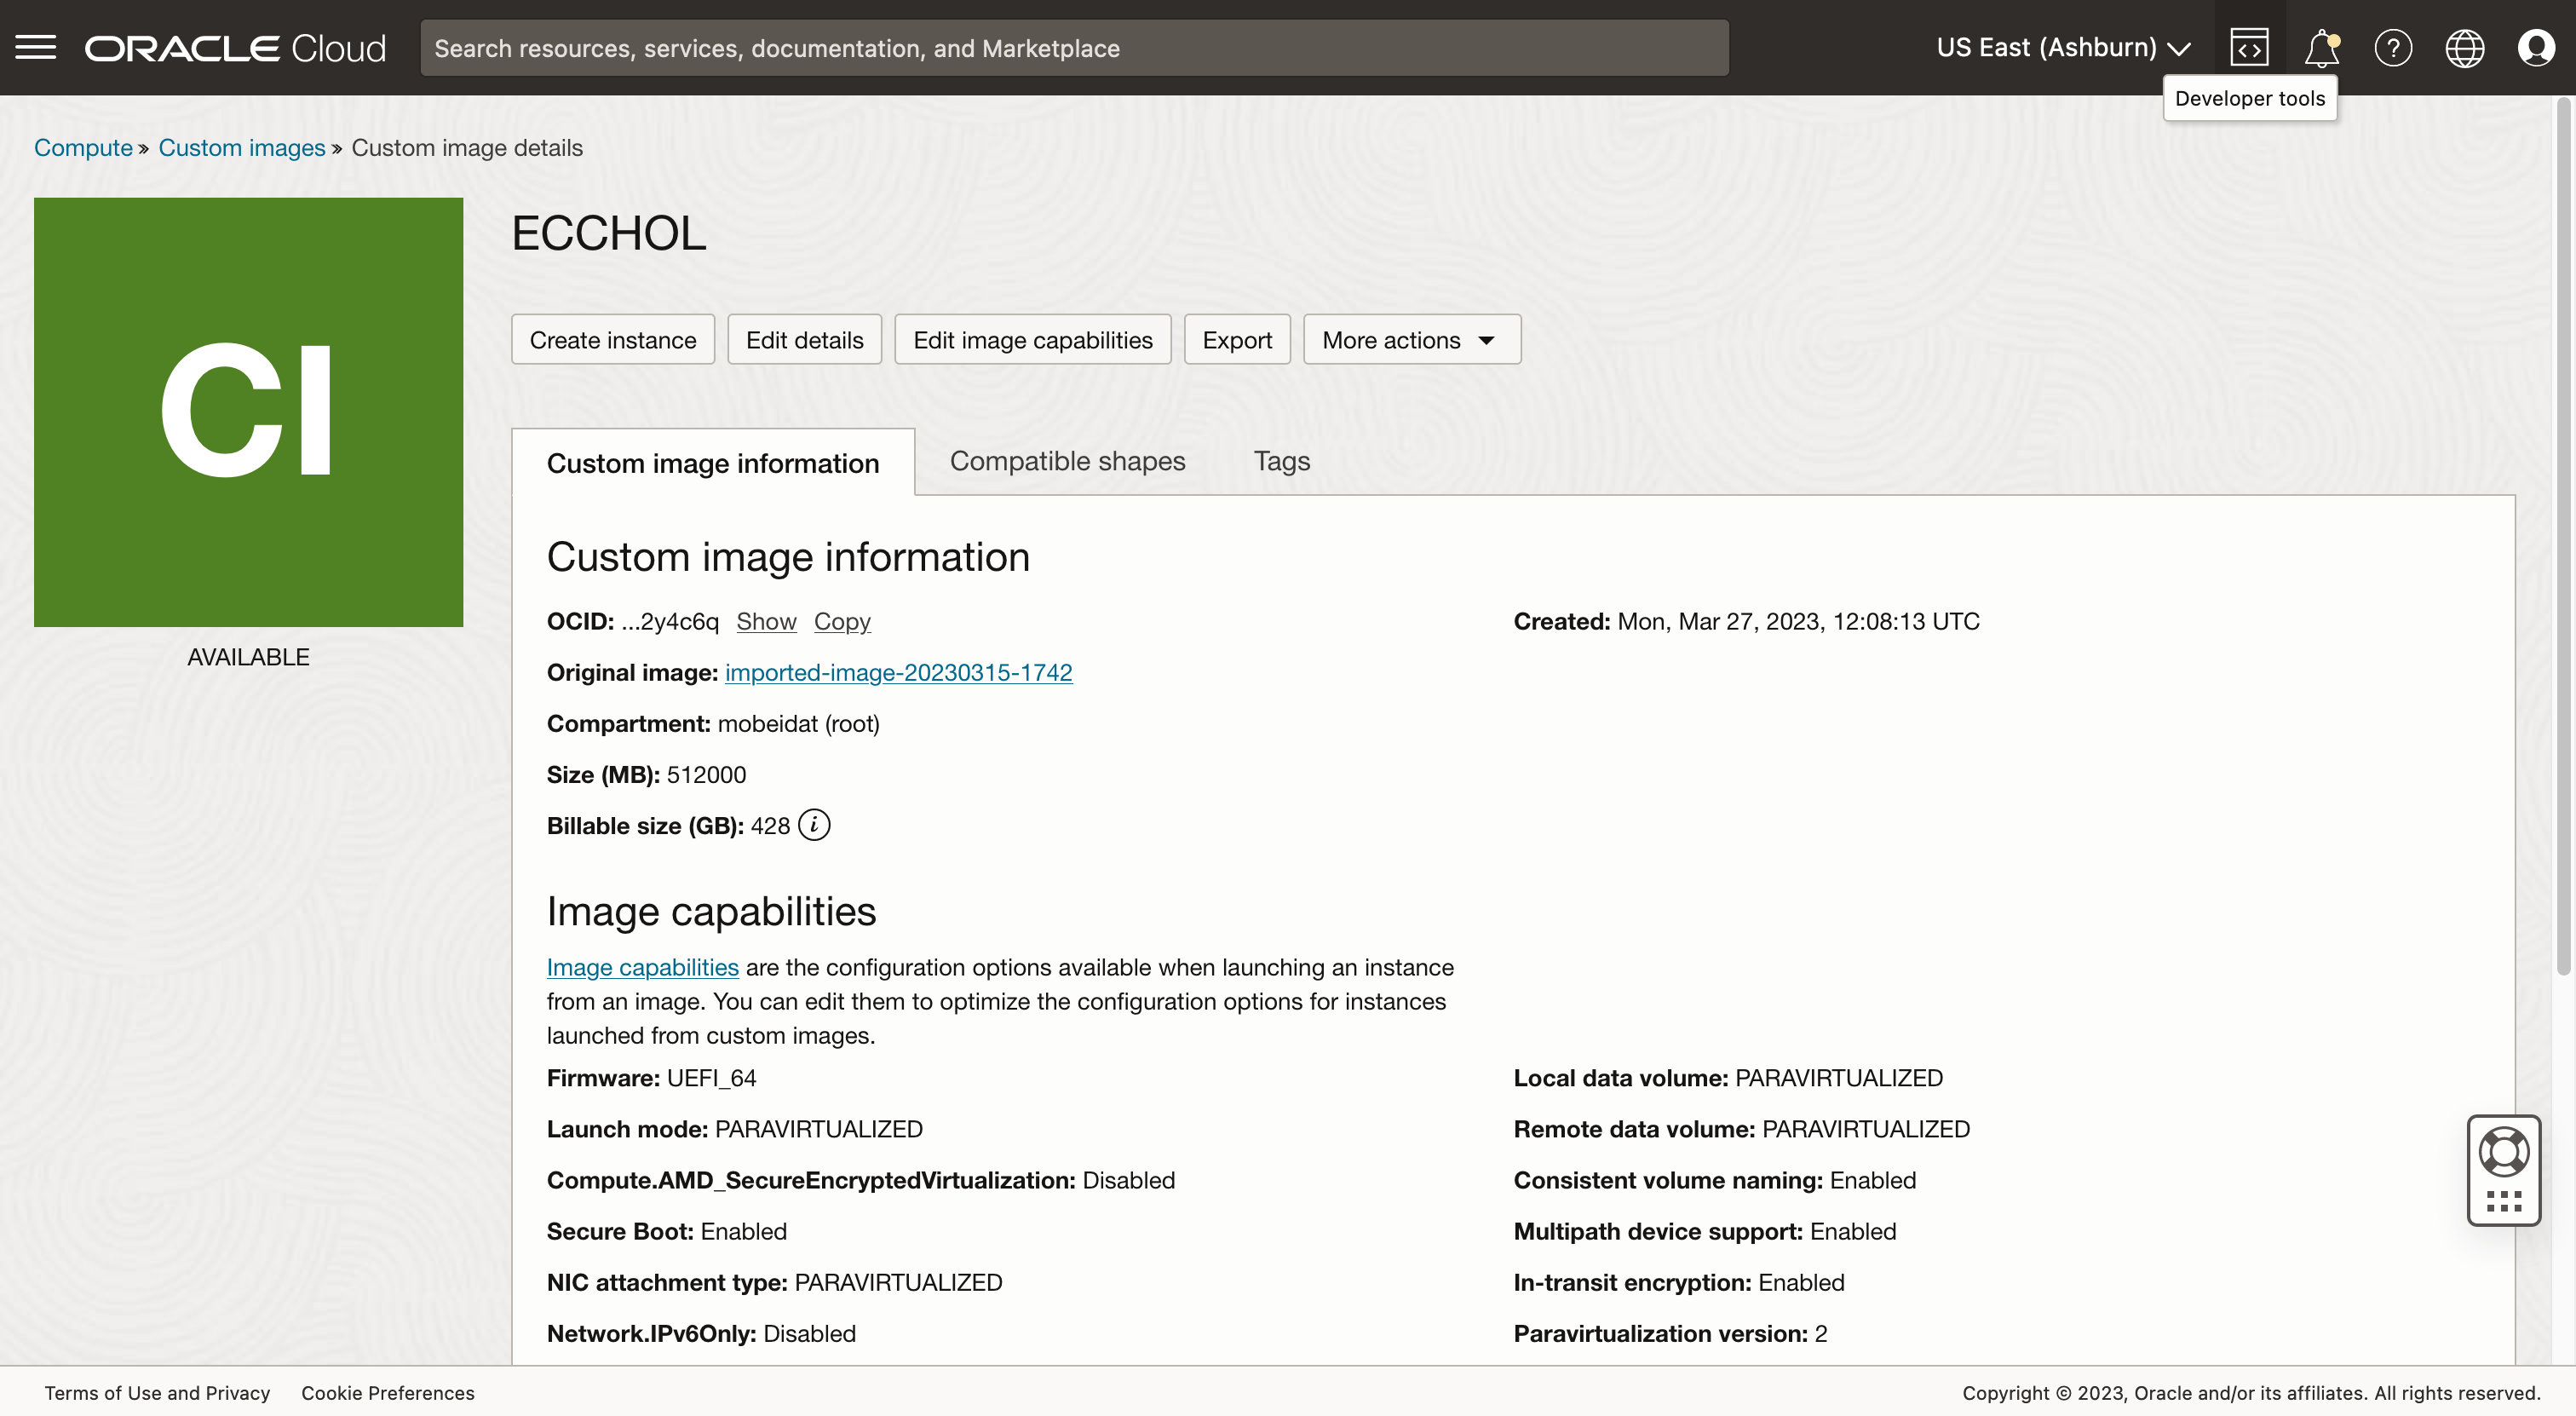 ORACLE Cloud
Search resources, services, documentation, and Marketplace
US East (Ashburn)
Developer tools
Compute » Custom images » Custom image details
CI
AVAILABLE
ECCHOL
Create instance
Edit details
Edit image capabilities
Export
More actions
Custom image information
Compatible shapes
Tags
Custom image information
OCID: ...2y4c6q Show Copy
Original image: imported-image-20230315-1742
Compartment: mobeidat (root)
Size (MB): 512000
Billable size (GB): 428
Created: Mon, Mar 27, 2023, 12:08:13 UTC
Image capabilities
Image capabilities are the configuration options available when launching an instance
from an image. You can edit them to optimize the configuration options for instances
launched from custom images.
Firmware: UEFI_64
Launch mode: PARAVIRTUALIZED
Compute.AMD_SecureEncryptedVirtualization: Disabled
Secure Boot: Enabled
NIC attachment type: PARAVIRTUALIZED
Network.IPv6Only: Disabled
Local data volume: PARAVIRTUALIZED
Remote data volume: PARAVIRTUALIZED
Consistent volume naming: Enabled
Multipath device support: Enabled
In-transit encryption: Enabled
Paravirtualization version: 2
Terms of Use and Privacy
Cookie Preferences
Copyright © 2023, Oracle and/or its affiliates. All rights reserved.